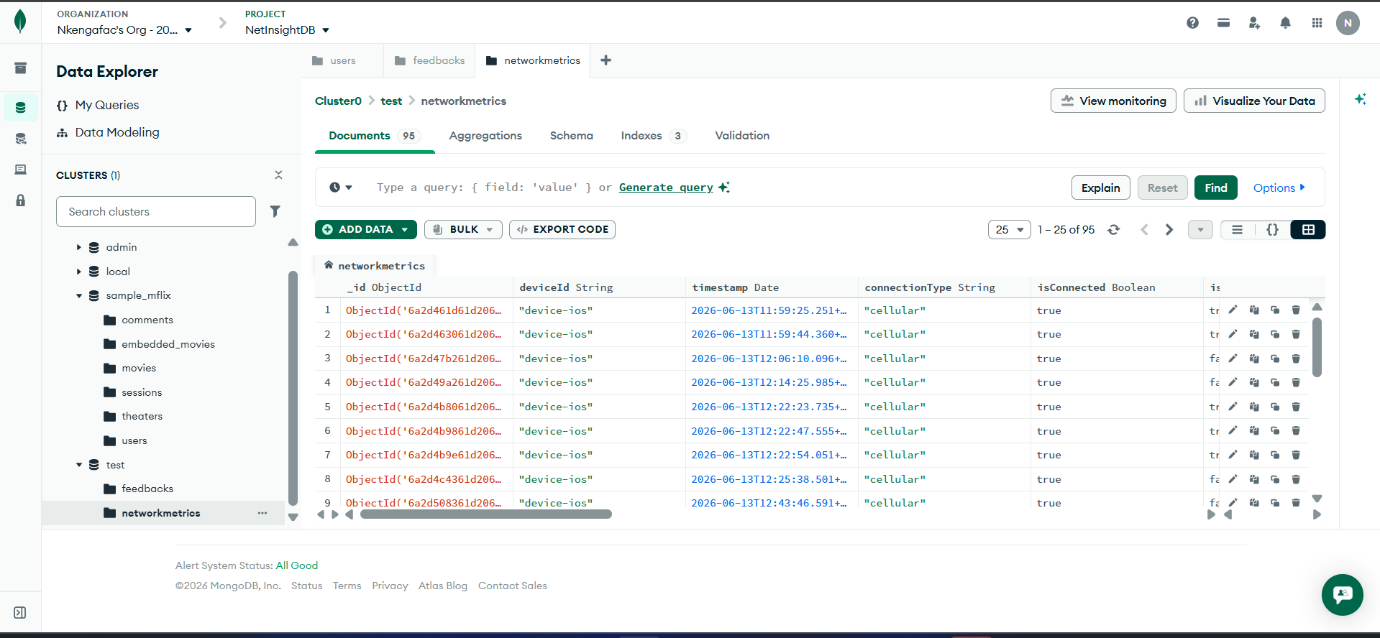 ORGANIZATION
Nkengafac's Org - 20...
PROJECT
NetInsightDB
N
Data Explorer
{} My Queries
Data Modeling
CLUSTERS (1)
Search clusters
admin
local
sample_mflix
comments
embedded_movies
movies
sessions
theaters
users
test
feedbacks
networkmetrics ...
users
feedbacks
networkmetrics
Cluster0 > test > networkmetrics
View monitoring
Visualize Your Data
Documents 95 Aggregations Schema Indexes 3 Validation
Type a query: { field: 'value' } or Generate query
Explain Reset Find Options
ADD DATA BULK </> EXPORT CODE
25 1 – 25 of 95 {}
networkmetrics
_id ObjectId deviceId String timestamp Date connectionType String isConnected Boolean is
1 ObjectId('6a2d461d61d206... "device-ios" 2026-06-13T11:59:25.251+... "cellular" true tr
2 ObjectId('6a2d463061d206... "device-ios" 2026-06-13T11:59:44.360+... "cellular" true tr
3 ObjectId('6a2d47b261d206... "device-ios" 2026-06-13T12:06:10.096+... "cellular" true fa
4 ObjectId('6a2d49a261d206... "device-ios" 2026-06-13T12:14:25.985+... "cellular" true fa
5 ObjectId('6a2d4b8061d206... "device-ios" 2026-06-13T12:22:23.735+... "cellular" true tr
6 ObjectId('6a2d4b9861d206... "device-ios" 2026-06-13T12:22:47.555+... "cellular" true tr
7 ObjectId('6a2d4b9e61d206... "device-ios" 2026-06-13T12:22:54.051+... "cellular" true tr
8 ObjectId('6a2d4c4361d206... "device-ios" 2026-06-13T12:25:38.501+... "cellular" true fa
9 ObjectId('6a2d508361d206... "device-ios" 2026-06-13T12:43:46.591+... "cellular" true fa
Alert System Status: All Good
©2026 MongoDB, Inc. Status Terms Privacy Atlas Blog Contact Sales